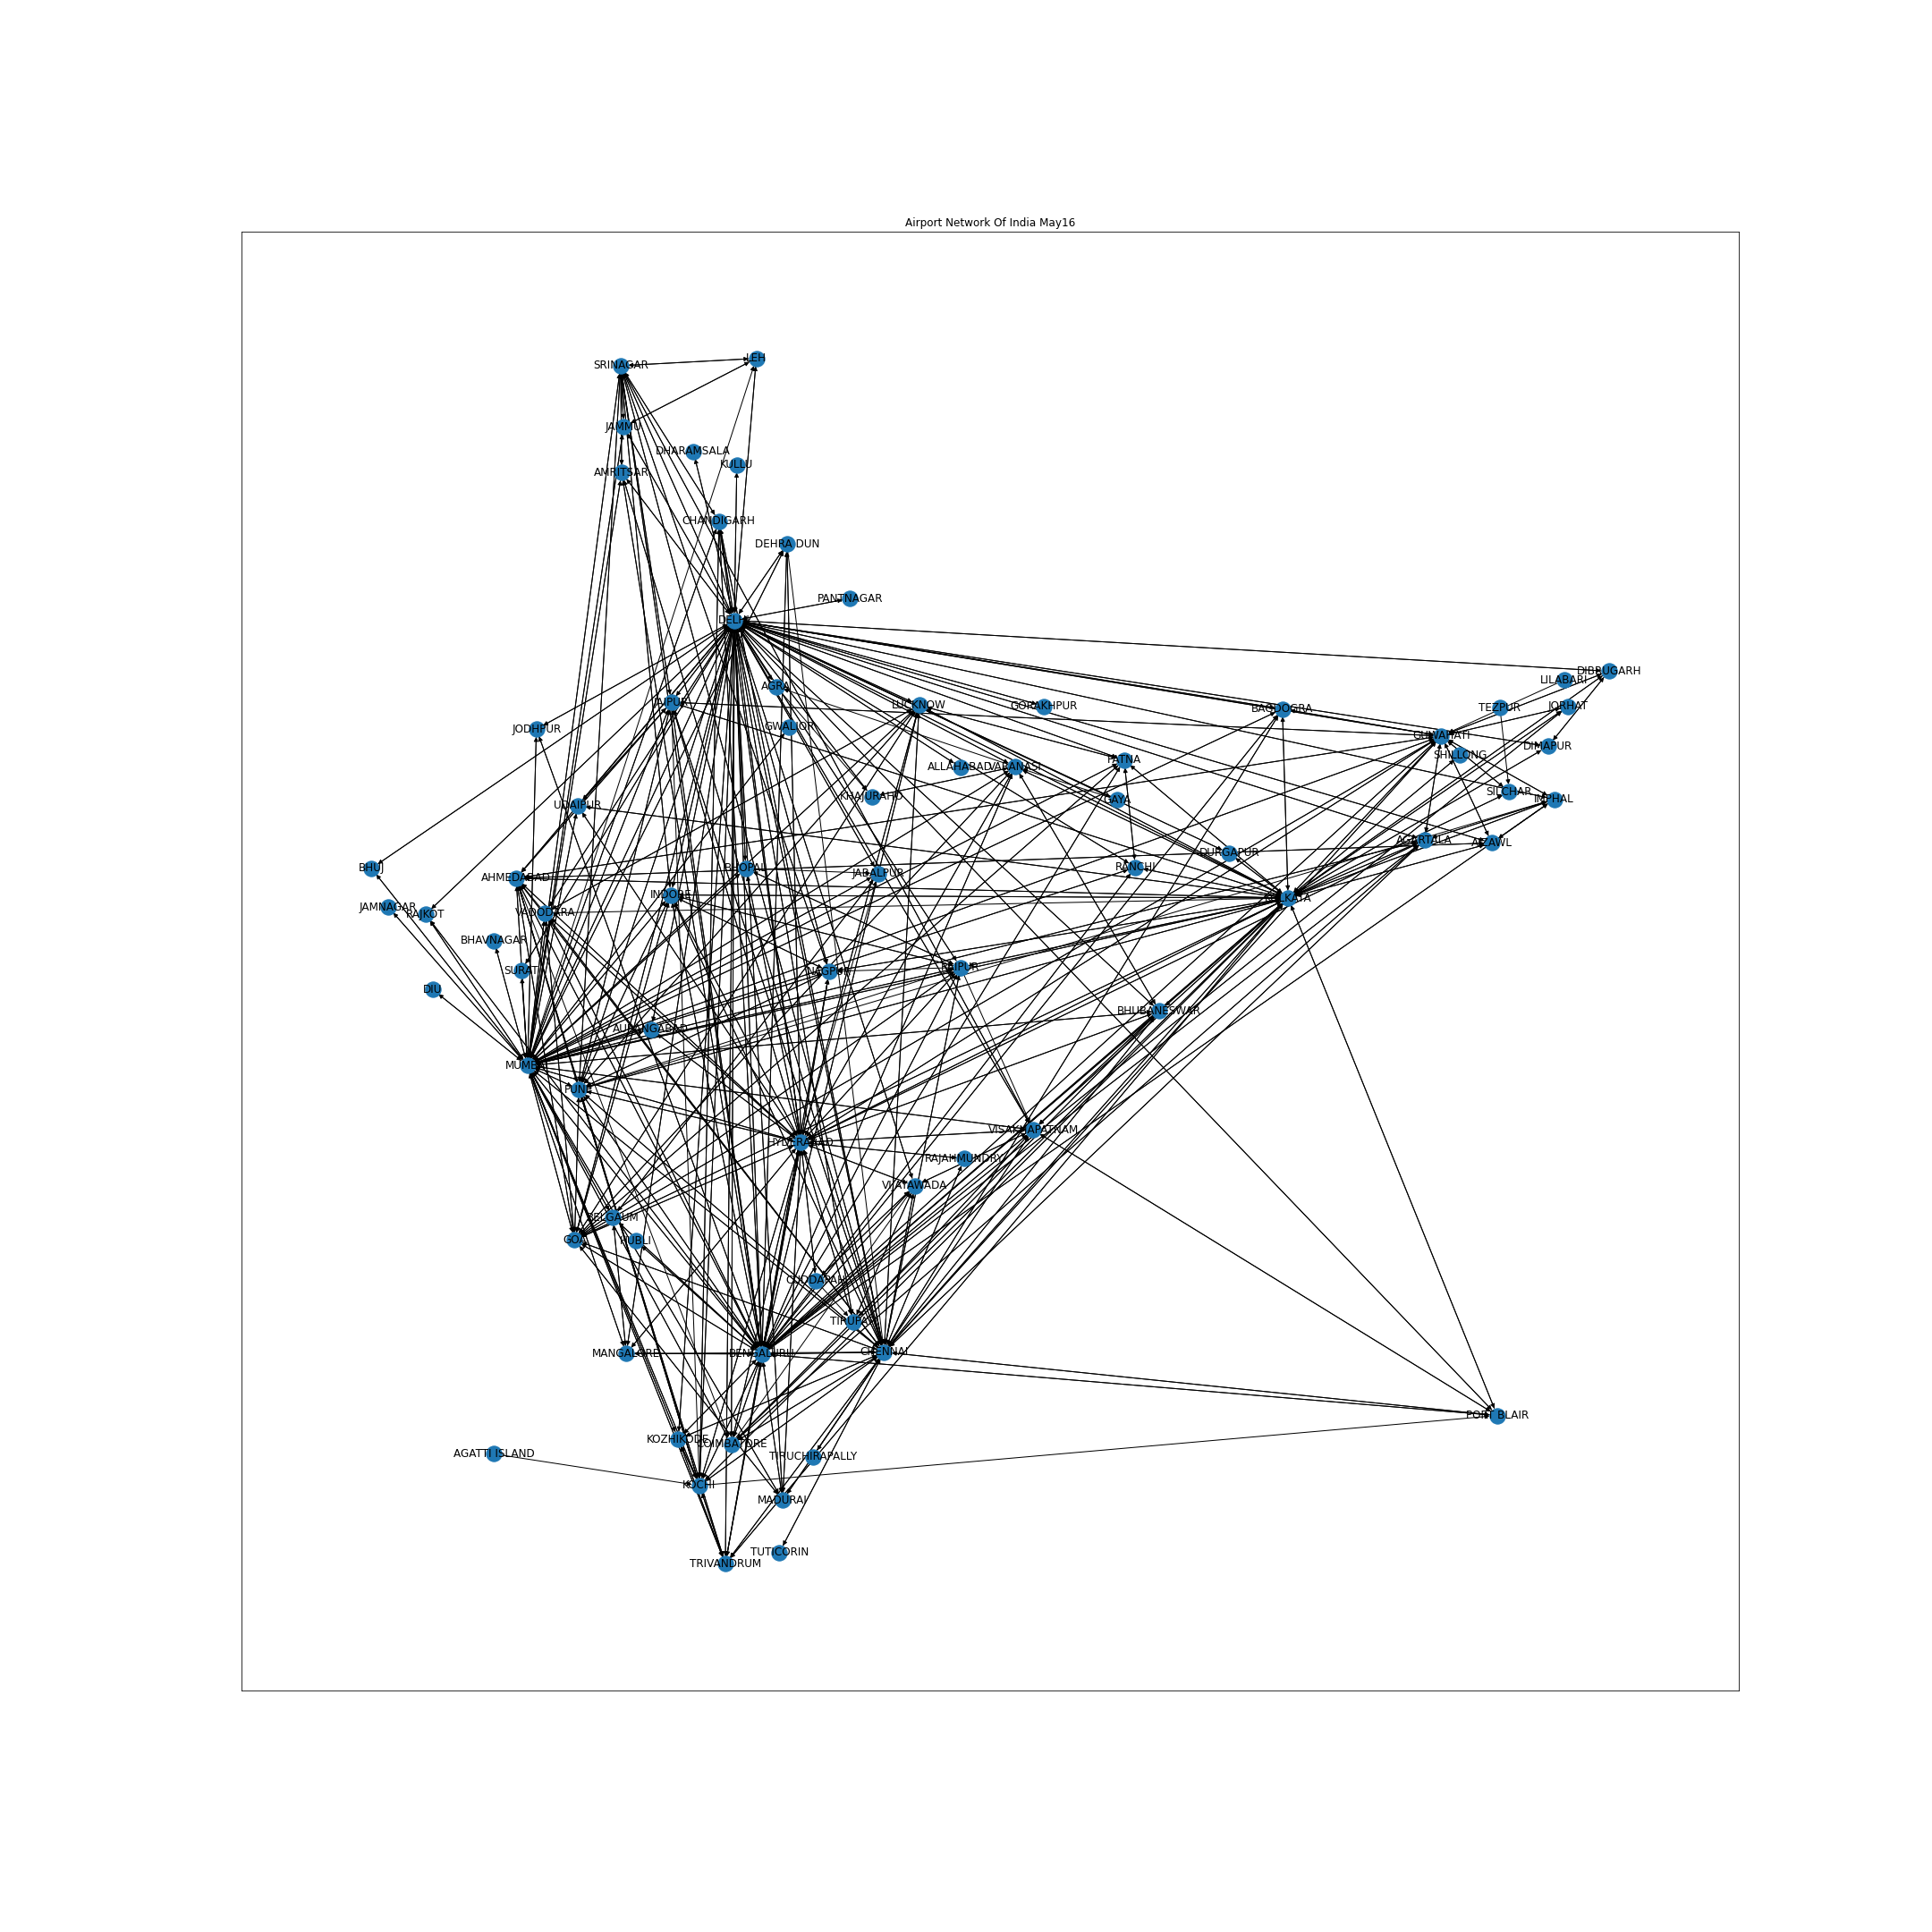 Airport Network Of India May16
LEH
SRINAGAR
JAMMU
DHARAMSALA
KULLU
AMRITSAR
CHANDIGARH
DEHRA DUN
PANTNAGAR
DELHI
DIBRUGARH
LILABARI
AGRA
JAIPUR
LUCKNOW
GORAKHPUR
BAGDOGRA
TEZPUR
JORHAT
JODHPUR
GWALIOR
GUWAHATI
DIMAPUR
SHILLONG
PATNA
ALLAHABAD
VARANASI
SILCHAR
KHAJURAHO
GAYA
IMPHAL
UDAIPUR
AGARTALA
AIZAWL
DURGAPUR
BHUJ
BHOPAL
RANCHI
JABALPUR
AHMEDABAD
INDORE
KOLKATA
JAMNAGAR
RAJKOT
VADODARA
BHAVNAGAR
SURAT
NAGPUR
RAIPUR
DIU
BHUBANESWAR
AURANGABAD
MUMBAI
PUNE
VISAKHAPATNAM
HYDERABAD
RAJAHMUNDRY
VIJAYAWADA
BELGAUM
GOA
HUBLI
CUDDAPAH
TIRUPATI
MANGALORE
BENGALURU
CHENNAI
PORT BLAIR
KOZHIKODE
COIMBATORE
AGATTI ISLAND
TIRUCHIRAPALLY
KOCHI
MADURAI
TUTICORIN
TRIVANDRUM